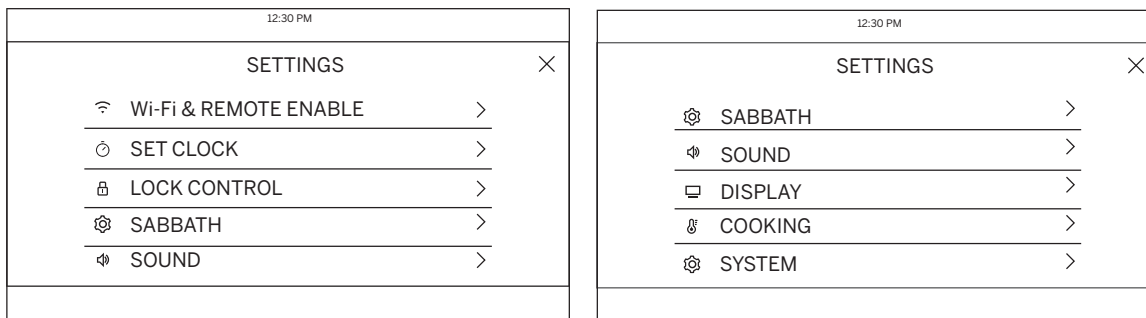 12:30 PM
SETTINGS
Wi-Fi & REMOTE ENABLE
SET CLOCK
LOCK CONTROL
SABBATH
SOUND
12:30 PM
SETTINGS
SABBATH
SOUND
DISPLAY
COOKING
SYSTEM